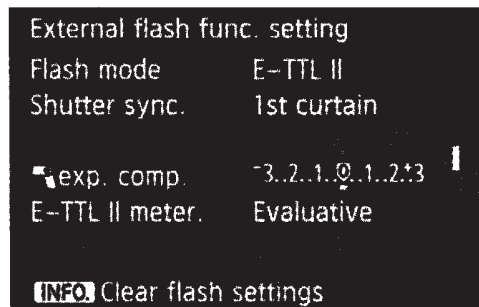 External flash func. setting
Flash mode E-TTL II
Shutter sync. 1st curtain
exp. comp. -3..2..1..0..1..2..+3
E-TTL II meter. Evaluative
INFO. Clear flash settings